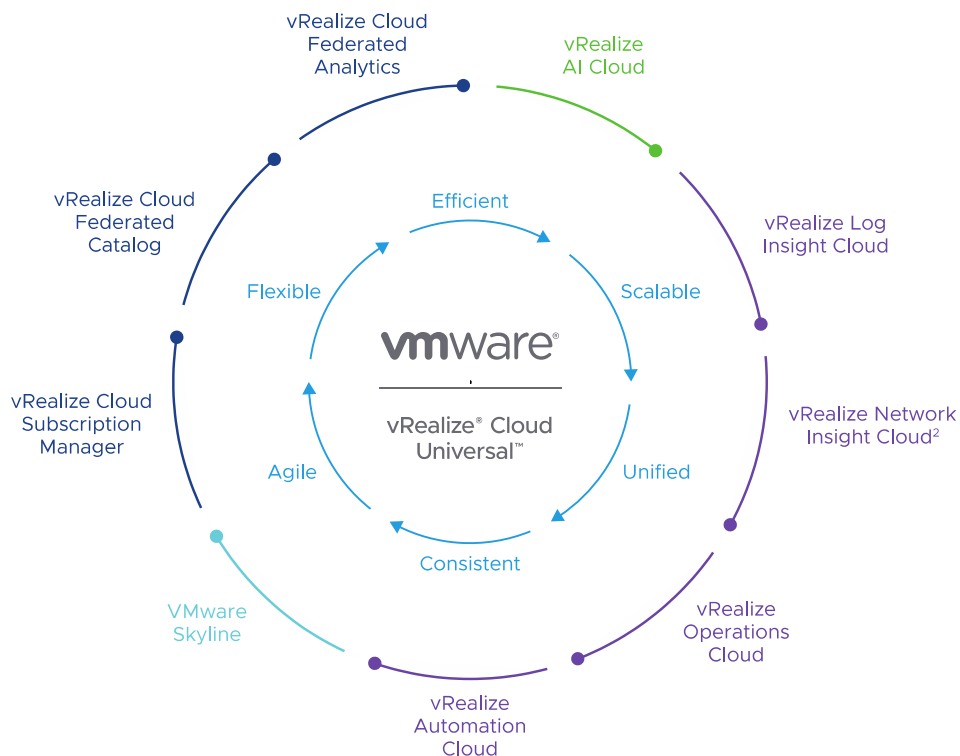 vRealize Cloud
Federated
Analytics
vRealize
AI Cloud
vRealize Cloud
Federated
Catalog
Efficient
vRealize Log
Insight Cloud
Flexible
Scalable
vmware®
vRealize Cloud
Subscription
Manager
vRealize® Cloud
Universal™
vRealize Network
Insight Cloud²
Agile
Unified
Consistent
VMware
Skyline
vRealize
Operations
Cloud
vRealize
Automation
Cloud